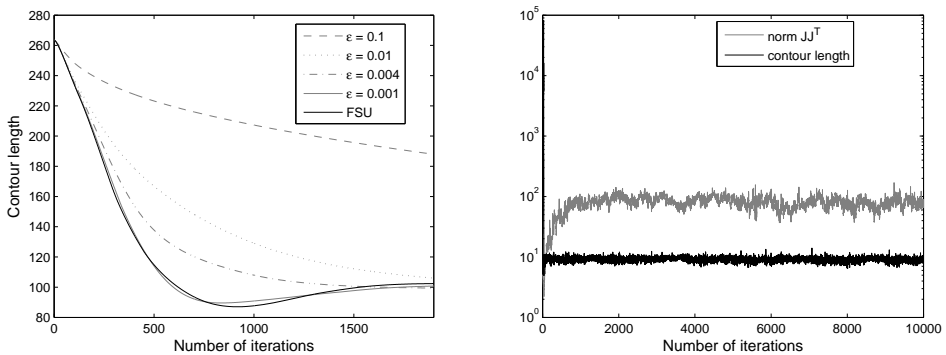 280
260
240
220
200
180
160
140
120
100
80
0
500
1000
1500
Contour length
Number of iterations
ε = 0.1
ε = 0.01
ε = 0.004
ε = 0.001
FSU
10^5
10^4
10^3
10^2
10^1
10^0
0
2000
4000
6000
8000
10000
Number of iterations
norm JJ^T
contour length